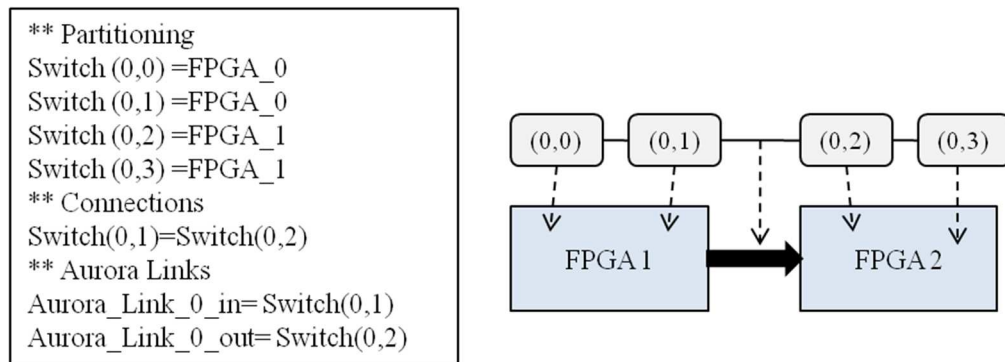 ** Partitioning
Switch (0,0) =FPGA_0
Switch (0,1) =FPGA_0
Switch (0,2) =FPGA_1
Switch (0,3) =FPGA_1
** Connections
Switch(0,1)=Switch(0,2)
** Aurora Links
Aurora_Link_0_in= Switch(0,1)
Aurora_Link_0_out= Switch(0,2)
(0,0) (0,1) (0,2) (0,3)
FPGA 1 FPGA 2